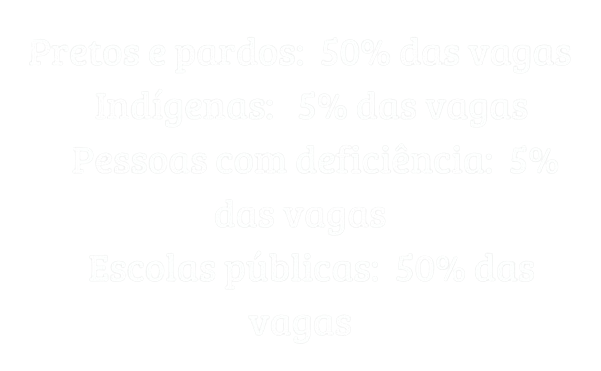 Pretos e pardos: 50% das vagas
Indígenas: 5% das vagas
Pessoas com deficiência: 5%
das vagas
Escolas públicas: 50% das
vagas